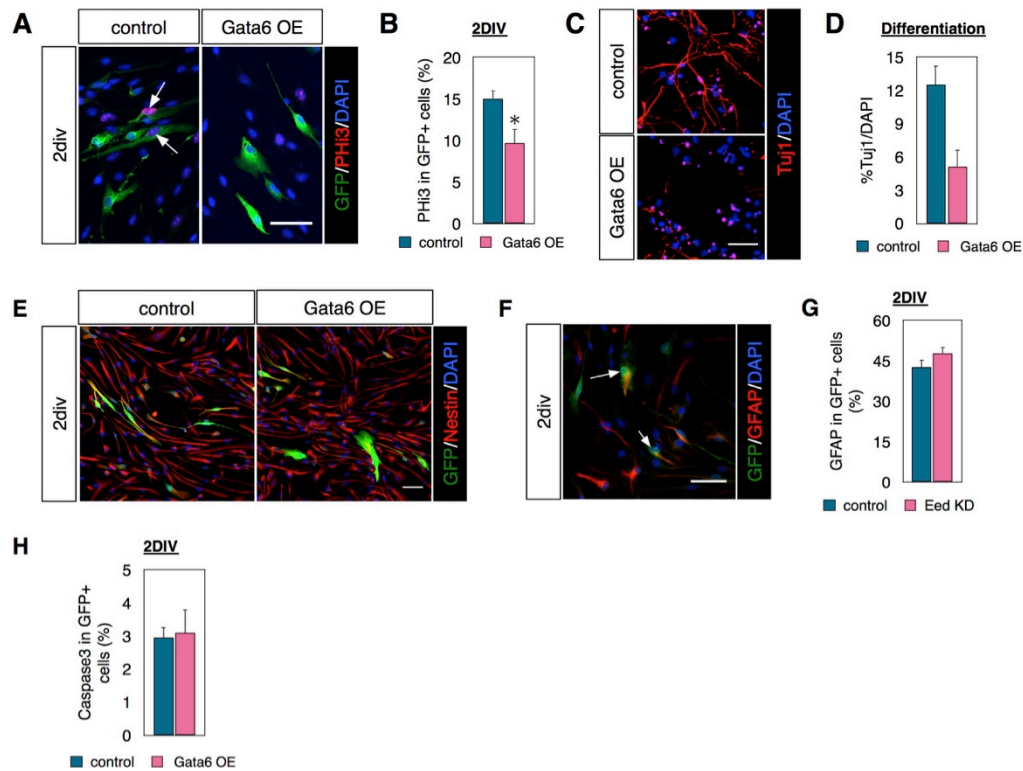 A
control
Gata6 OE
2div
GFP/PHi3/DAPI
B
2DIV
PHi3 in GFP+ cells (%)
20
15
10
5
0
*
control
Gata6 OE
C
control
Gata6 OE
Tuj1/DAPI
D
Differentiation
%Tuj1/DAPI
15
12
9
6
3
0
control
Gata6 OE
E
control
Gata6 OE
2div
GFP/Nestin/DAPI
F
2div
GFP/GFAP/DAPI
G
2DIV
GFAP in GFP+ cells
(%)
60
45
30
15
0
control
Eed KD
H
2DIV
Caspase3 in GFP+
cells (%)
5
4
3
2
1
0
control
Gata6 OE